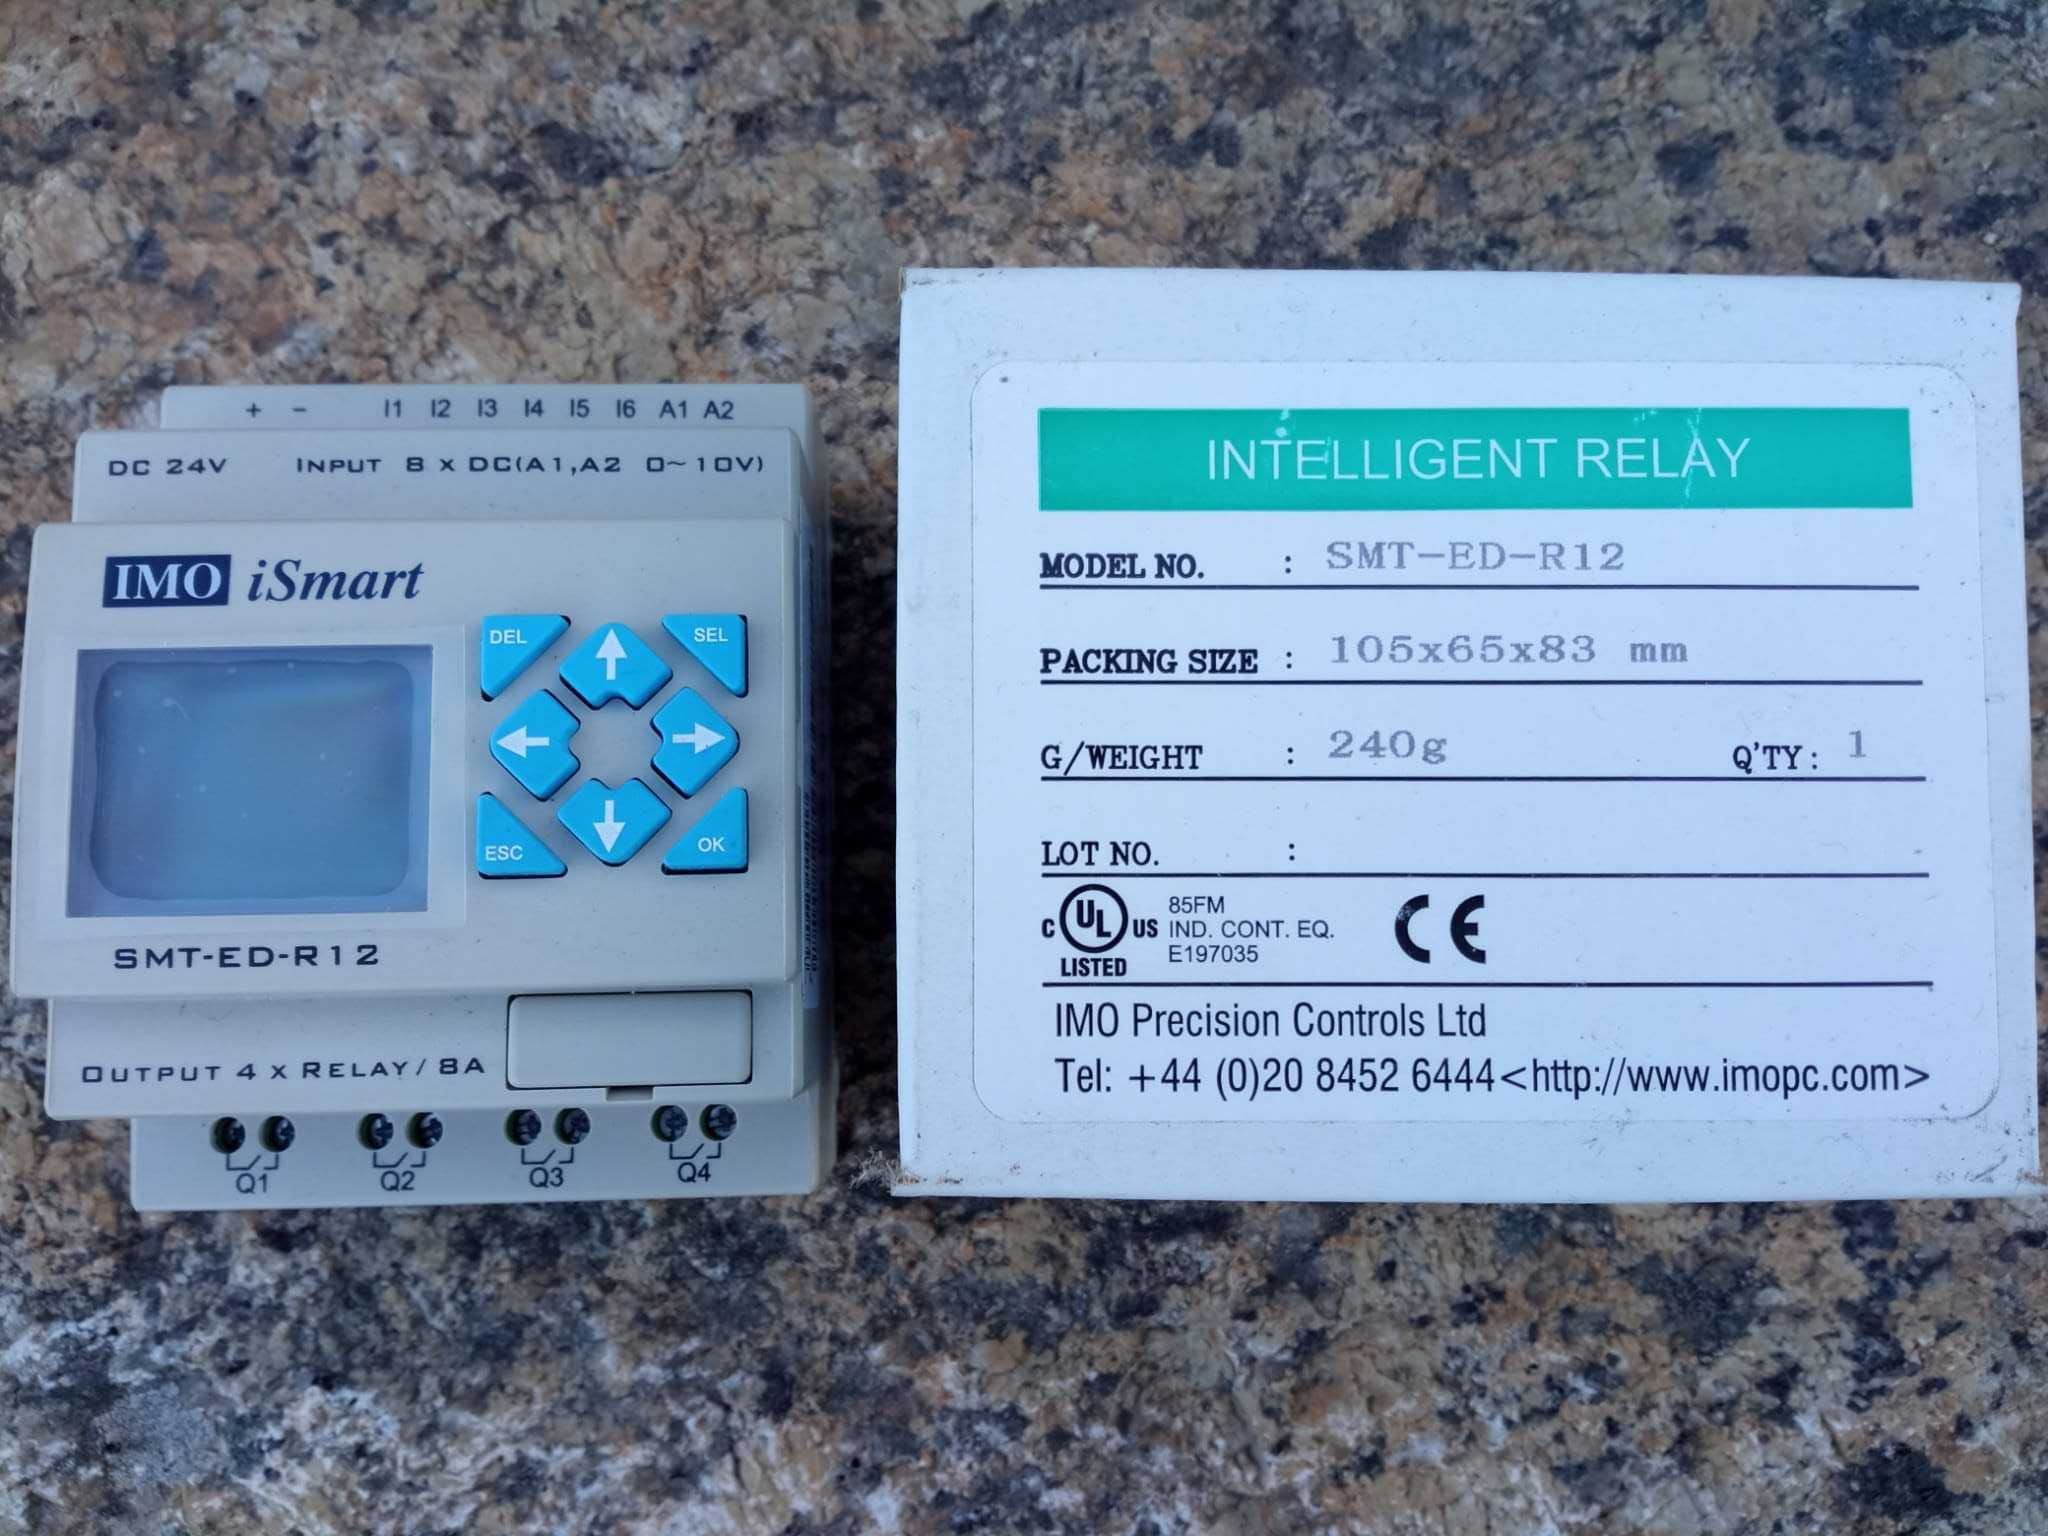 + - I1 I2 I3 I4 I5 I6 A1 A2
DC 24V INPUT 8 x DC(A1,A2 0~10V)
IMO iSmart
DEL SEL
ESC OK
SMT-ED-R12
OUTPUT 4 x RELAY/ 8A
Q1 Q2 Q3 Q4
INTELLIGENT RELAY
MODEL NO. : SMT-ED-R12
PACKING SIZE : 105x65x83 mm
G/WEIGHT : 240g Q'TY : 1
LOT NO. :
C UL US LISTED
85FM
IND. CONT. EQ.
E197035
CE
IMO Precision Controls Ltd
Tel: +44 (0)20 8452 6444<http://www.imopc.com>